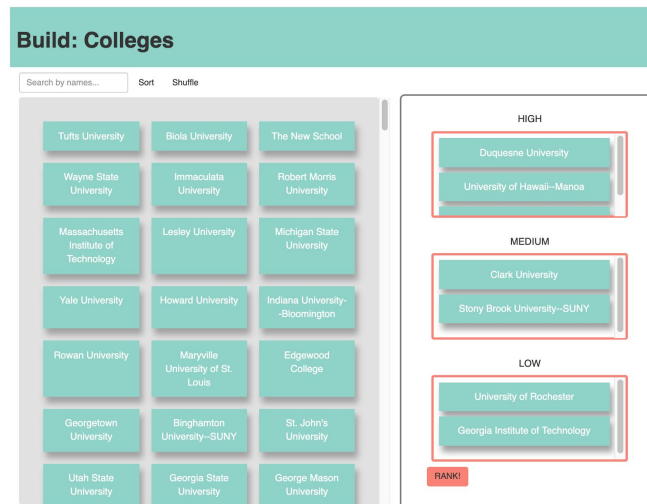 Build: Colleges
Search by names...
Sort
Shuffle
Tufts University
Biola University
The New School
Wayne State
University
Immaculata
University
Robert Morris
University
Massachusetts
Institute of
Technology
Lesley University
Michigan State
University
Yale University
Howard University
Indiana University-
-Bloomington
Rowan University
Maryville
University of St.
Louis
Edgewood
College
Georgetown
University
Binghamton
University--SUNY
St. John's
University
Utah State
University
Georgia State
University
George Mason
University
HIGH
Duquesne University
University of Hawaii--Manoa
MEDIUM
Clark University
Stony Brook University--SUNY
LOW
University of Rochester
Georgia Institute of Technology
RANK!